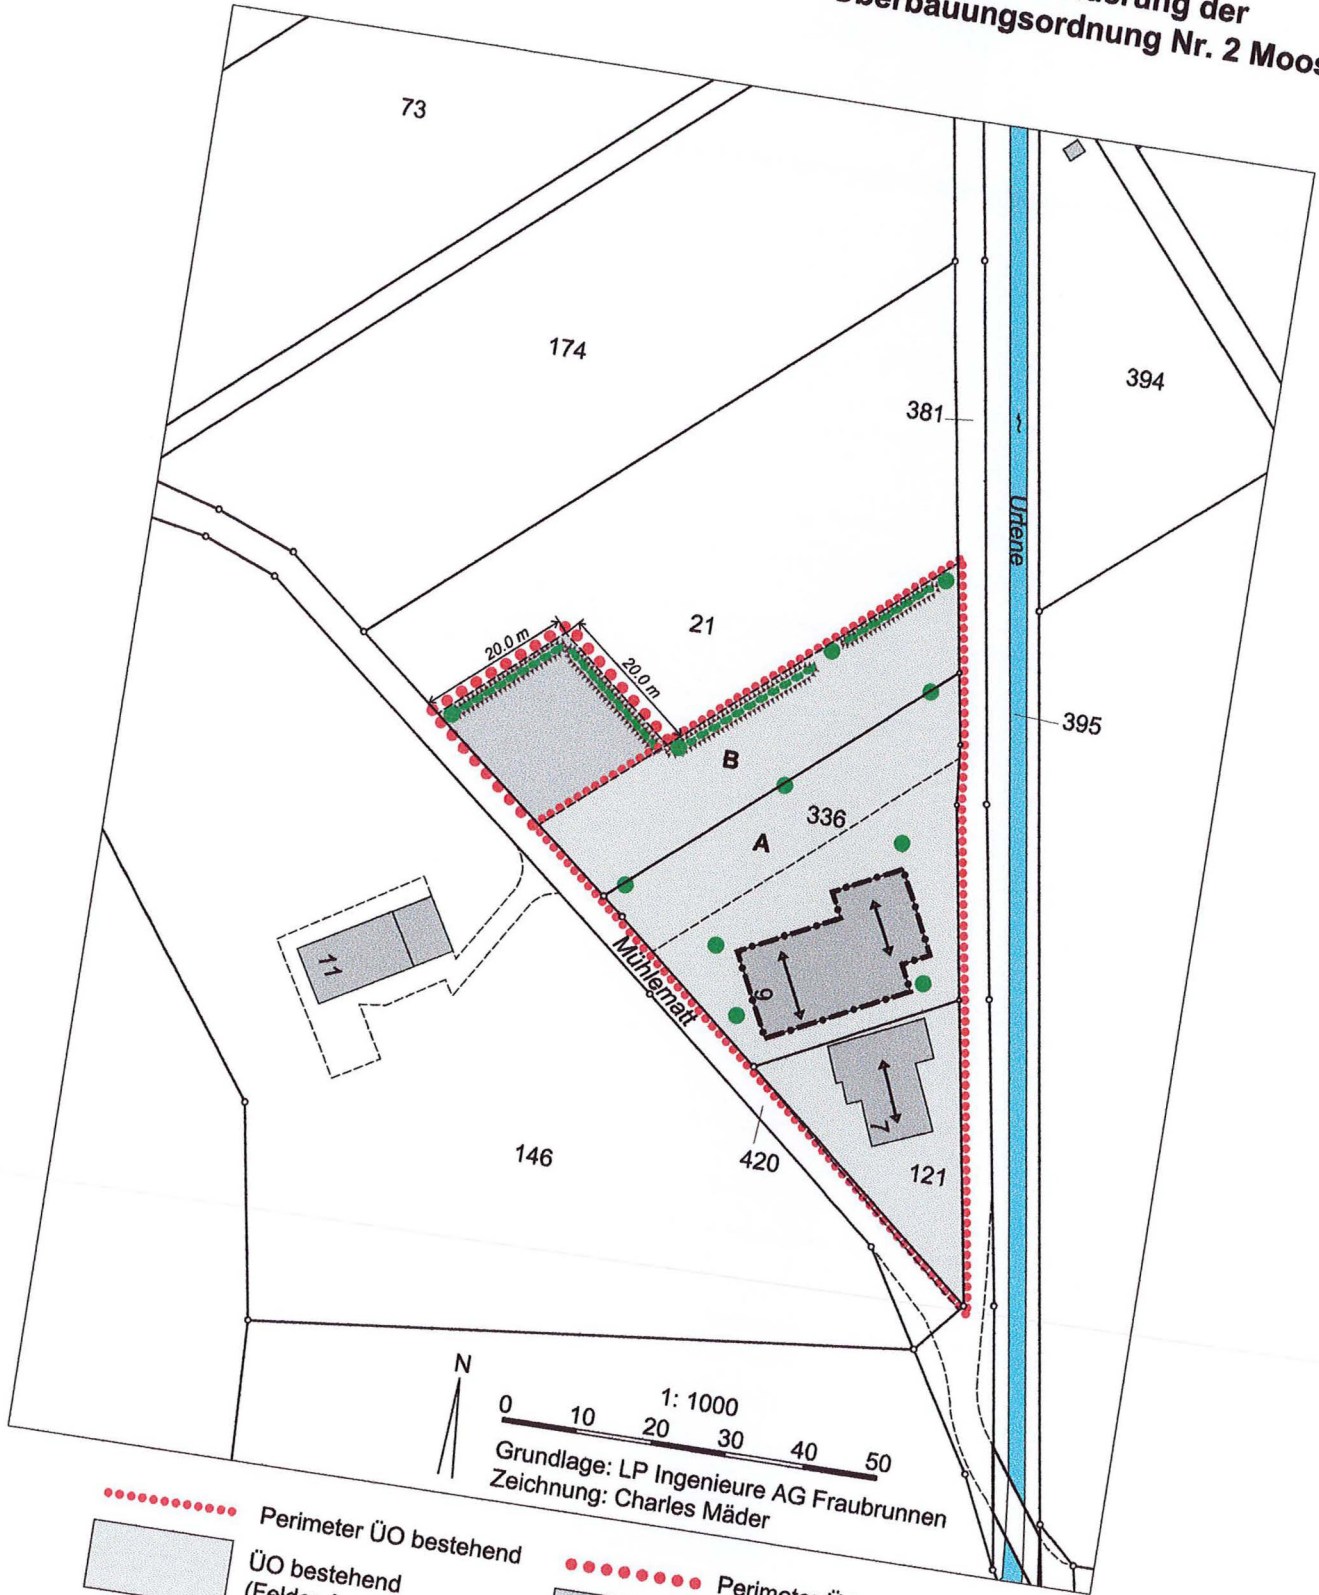 der
Überbauungsordnung Nr. 2
73
174
394
381
Urtene
21
20.0 m
20.0 m
395
B
336
A
11
9
Mühlematt
7
146
420
121
N
1: 1000
0 10 20 30 40 50
Grundlage: LP Ingenieure AG Fraubrunnen
Zeichnung: Charles Mäder
Perimeter ÜO bestehend
ÜO bestehend
Perimeter